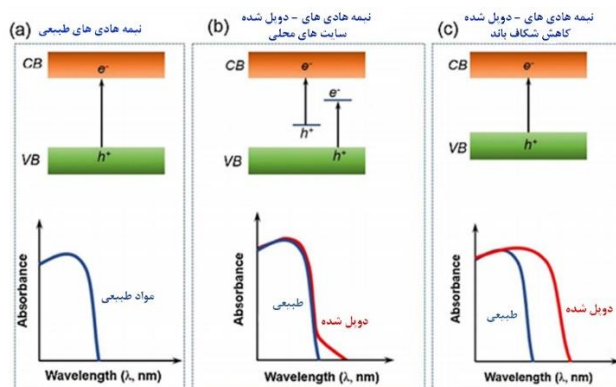 (a)
نیمه هادی های طبیعی
CB
e-
h+
VB
Absorbance
مواد طبیعی
Wavelength (λ, nm)
(b)
نیمه هادی های - دوپل شده
سایت های محلی
CB
e-
e-
h+
h+
VB
Absorbance
طبیعی
دوپل شده
Wavelength (λ, nm)
(c)
نیمه هادی های - دوپل شده
کاهش شکاف باند
CB
e-
h+
VB
Absorbance
طبیعی
دوپل شده
Wavelength (λ, nm)